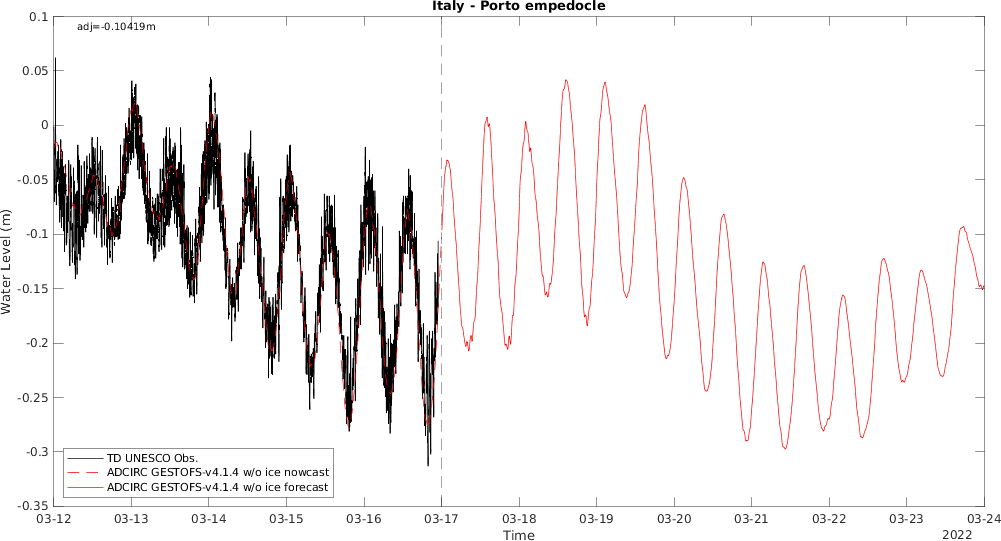 Italy - Porto empedocle
adj=-0.10419m
0.1
0.05
0
-0.05
-0.1
-0.15
-0.2
-0.25
-0.3
-0.35
Water Level (m)
TD UNESCO Obs.
ADCIRC GESTOFS-v4.1.4 w/o ice nowcast
ADCIRC GESTOFS-v4.1.4 w/o ice forecast
03-12 03-13 03-14 03-15 03-16 03-17 03-18 03-19 03-20 03-21 03-22 03-23 03-24
Time
2022